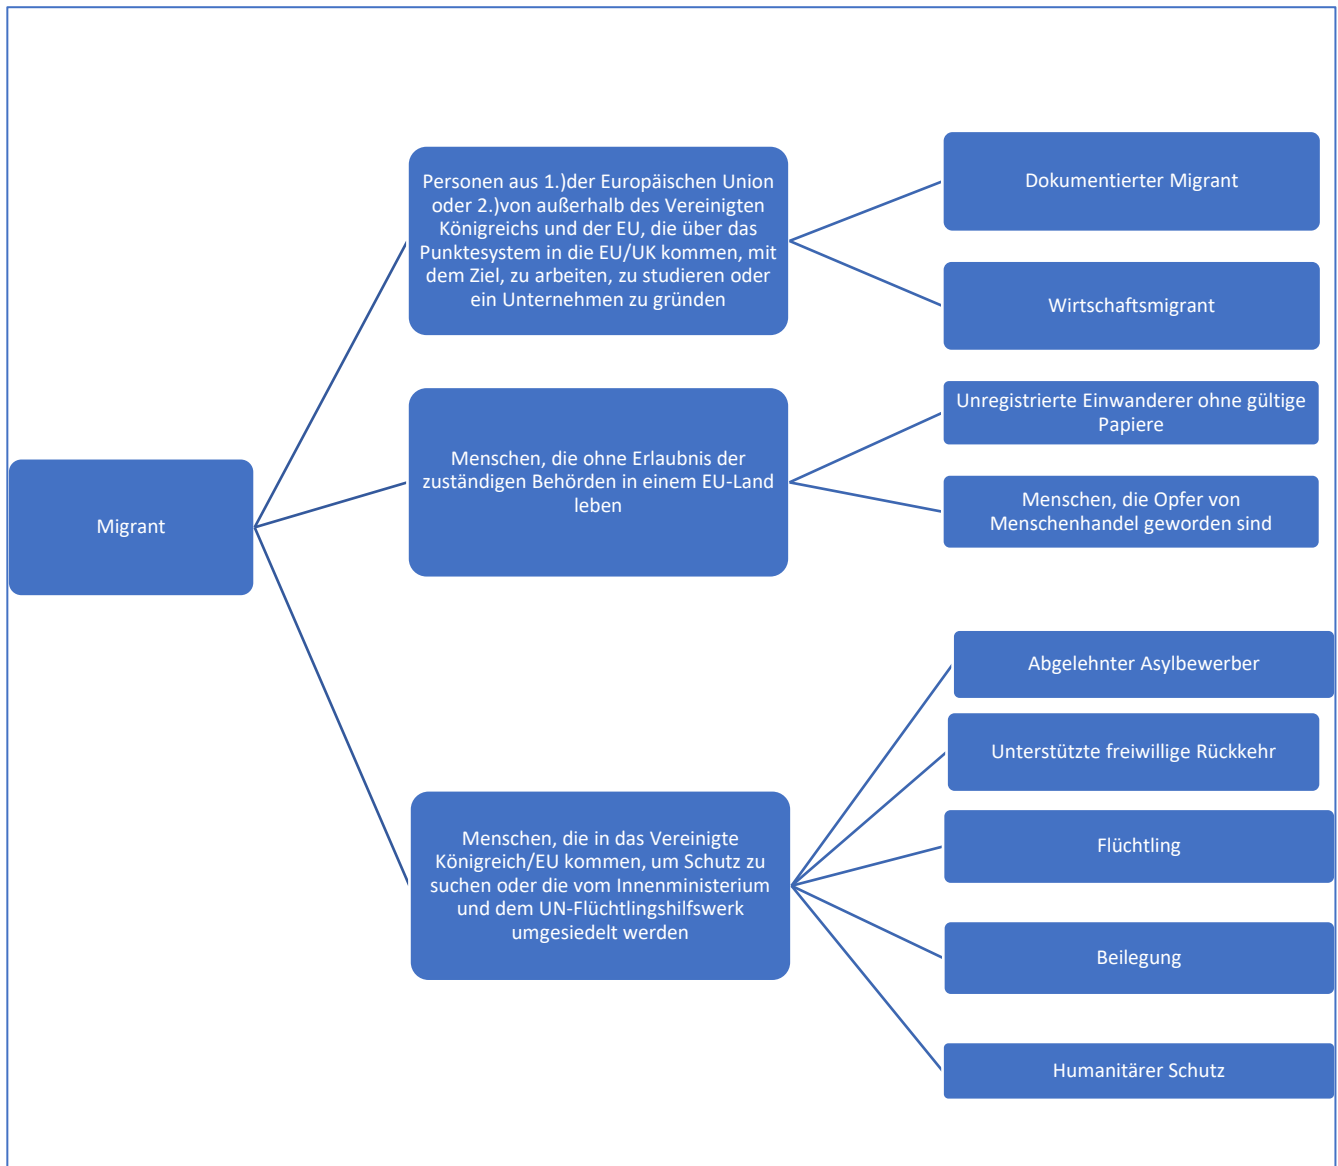 Migrant
Personen aus 1.)der Europäischen Union
oder 2.)von außerhalb des Vereinigten
Königreichs und der EU, die über das
Punktesystem in die EU/UK kommen, mit
dem Ziel, zu arbeiten, zu studieren oder
ein Unternehmen zu gründen
Dokumentierter Migrant
Wirtschaftsmigrant
Menschen, die ohne Erlaubnis der
zuständigen Behörden in einem EU-Land
leben
Unregistrierte Einwanderer ohne gültige
Papiere
Menschen, die Opfer von
Menschenhandel geworden sind
Menschen, die in das Vereinigte
Königreich/EU kommen, um Schutz zu
suchen oder die vom Innenministerium
und dem UN-Flüchtlingshilfswerk
umgesiedelt werden
Abgelehnter Asylbewerber
Unterstützte freiwillige Rückkehr
Flüchtling
Beilegung
Humanitärer Schutz